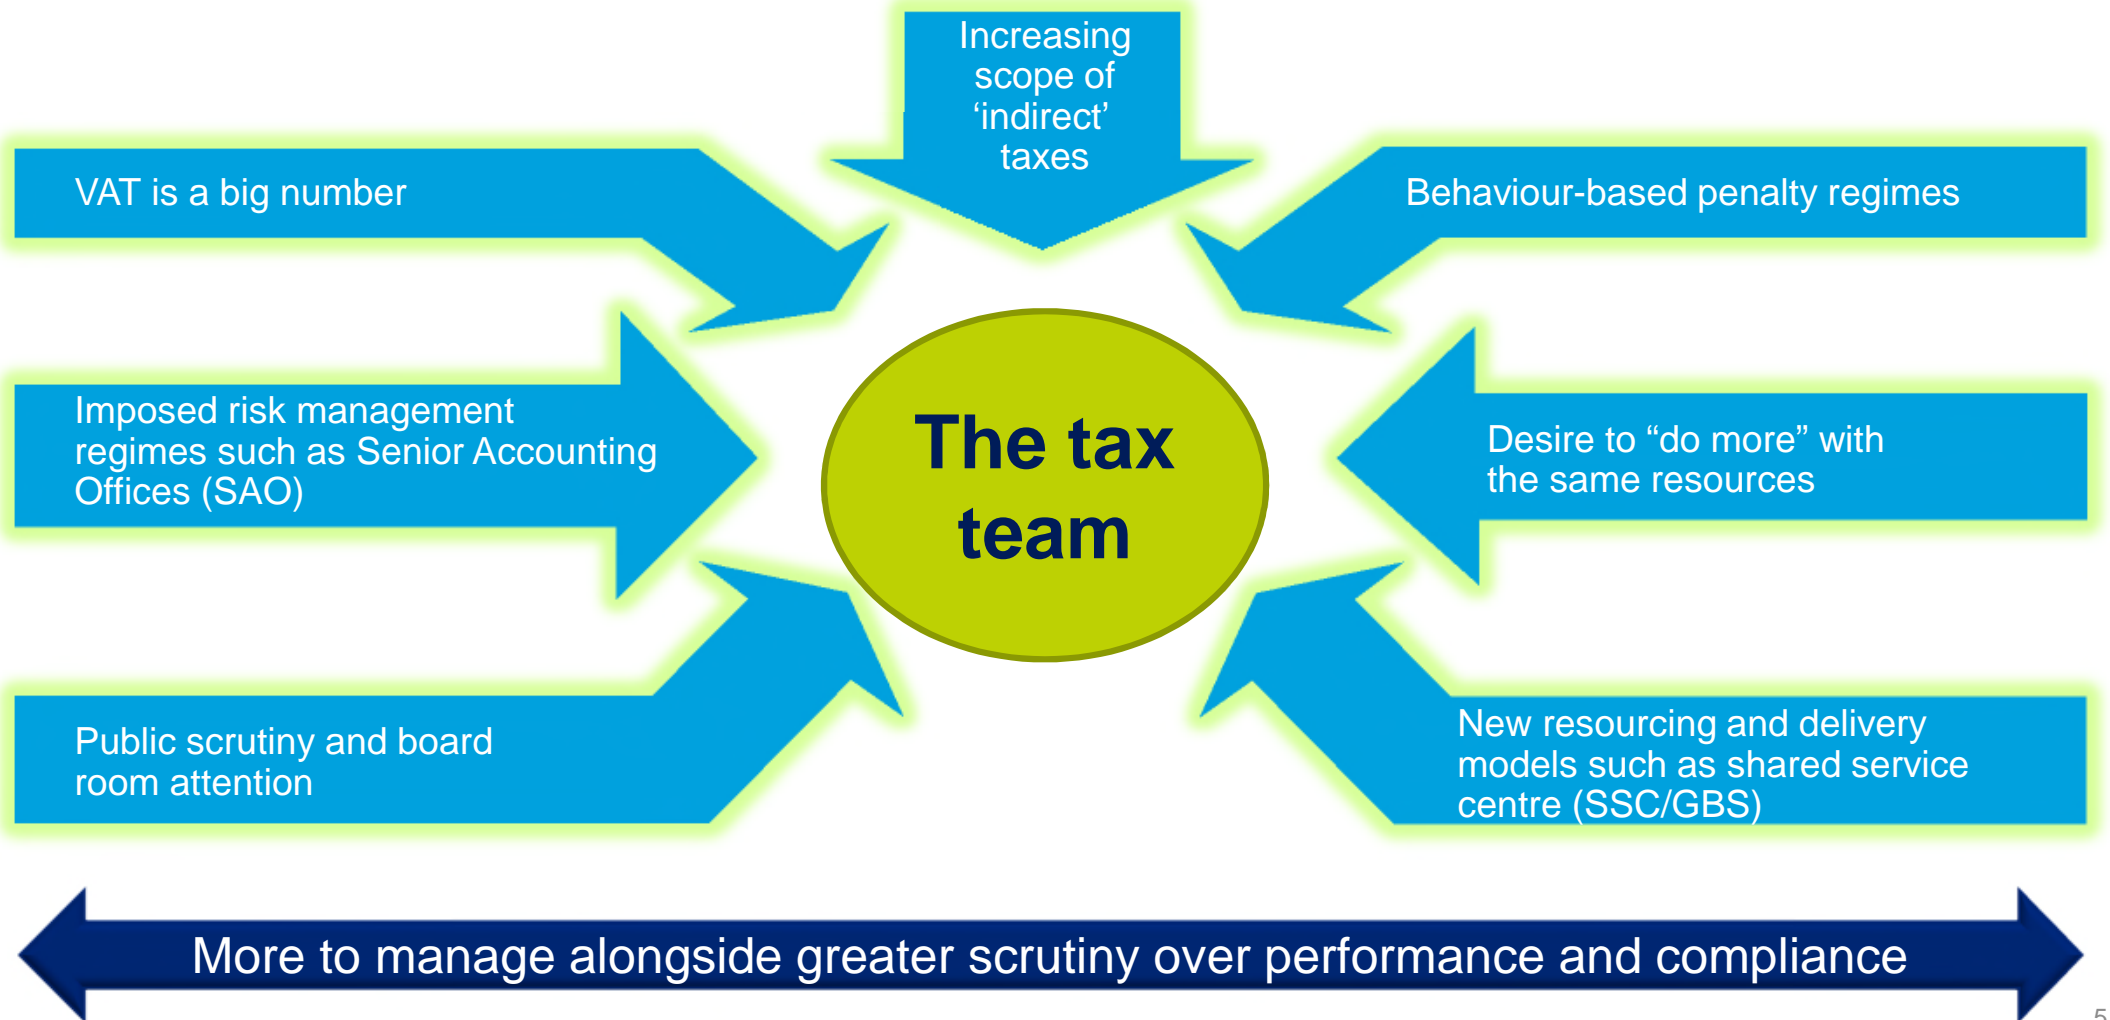 Increasing
scope of
‘indirect’
taxes
VAT is a big number
Behaviour-based penalty regimes
Imposed risk management
regimes such as Senior Accounting
Offices (SAO)
The tax
team
Desire to “do more” with
the same resources
Public scrutiny and board
room attention
New resourcing and delivery
models such as shared service
centre (SSC/GBS)
More to manage alongside greater scrutiny over performance and compliance
5